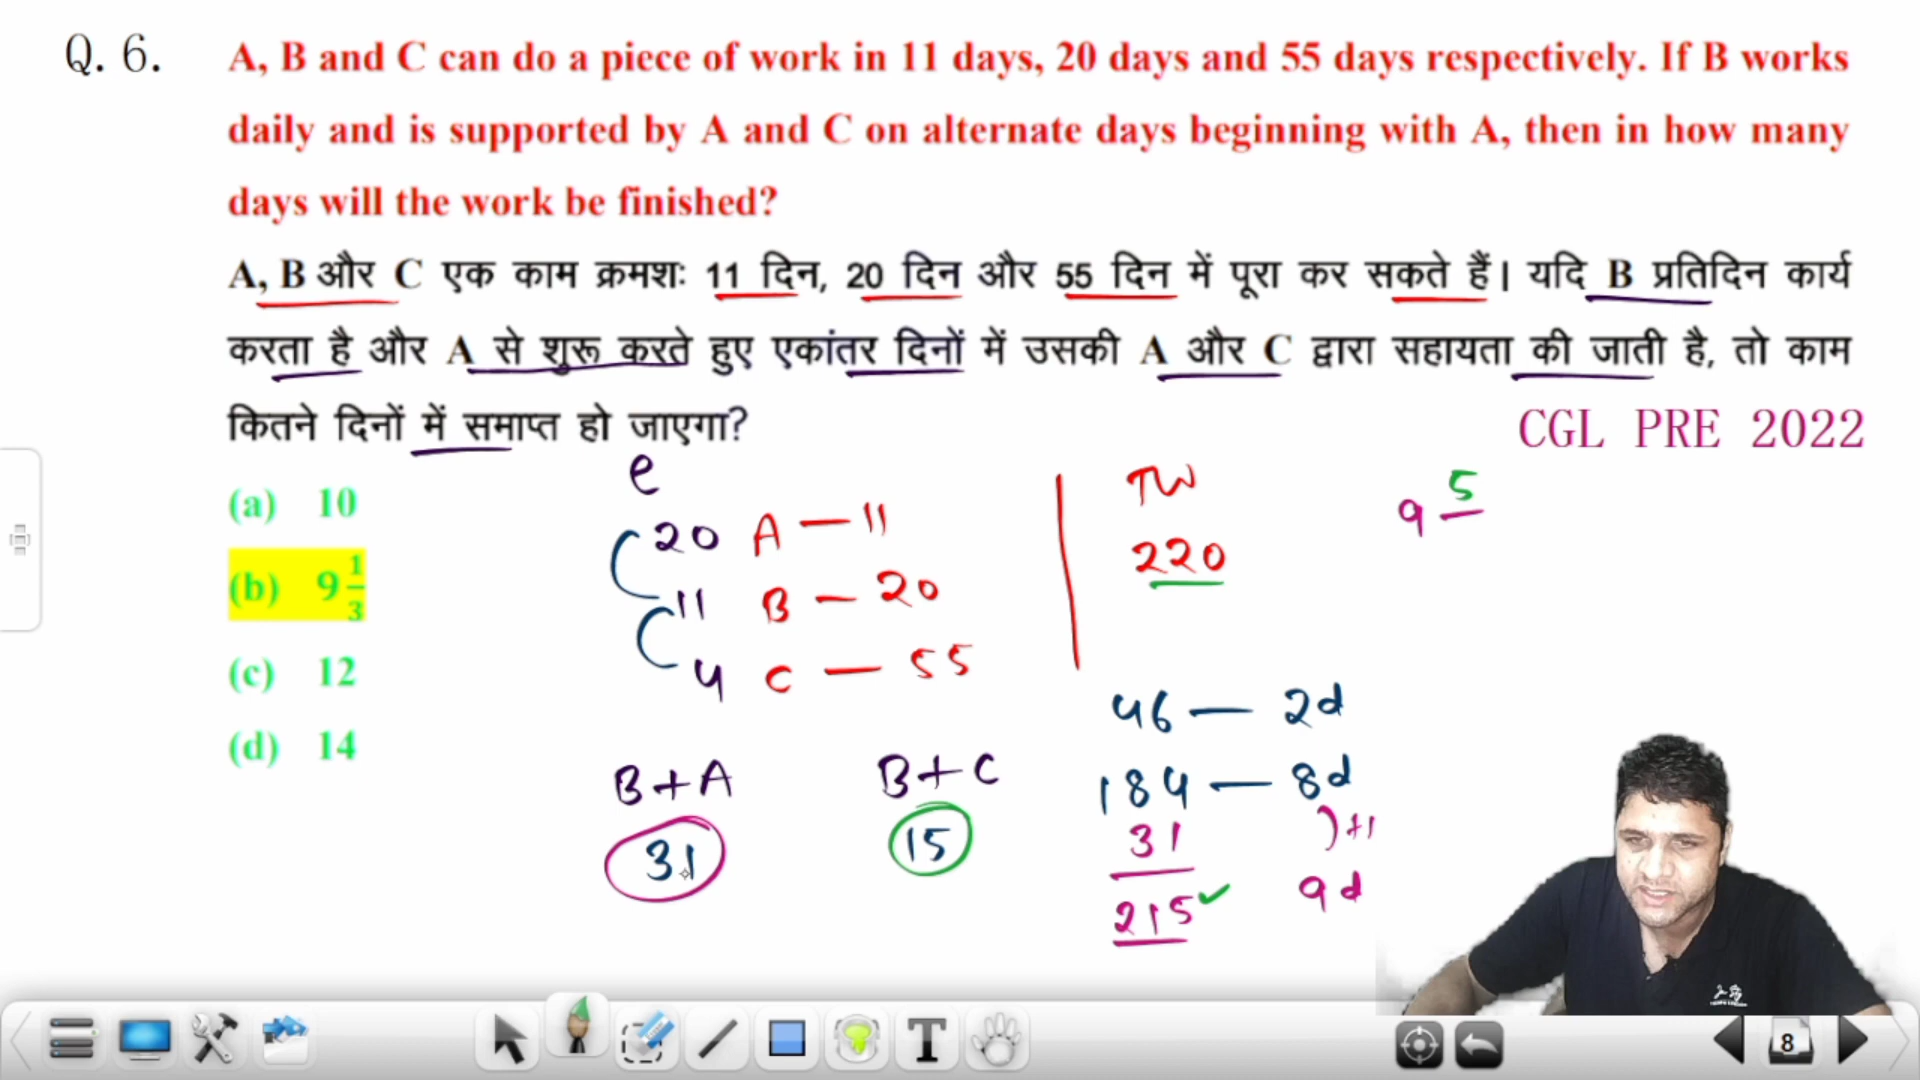 Q. 6.
A, B and C can do a piece of work in 11 days, 20 days and 55 days respectively. If B works
daily and is supported by A and C on alternate days beginning with A, then in how many
days will the work be finished?
A, B और C एक काम क्रमशः 11 दिन, 20 दिन और 55 दिन में पूरा कर सकते हैं। यदि B प्रतिदिन कार्य
करता है और A से शुरू करते हुए एकांतर दिनों में उसकी A और C द्वारा सहायता की जाती है, तो काम
कितने दिनों में समाप्त हो जाएगा?
CGL PRE 2022
(a) 10
(b) 9 1/3
(c) 12
(d) 14
e
20 A — 11
11 B — 20
4 C — 55
TW
220
9 5
B+A
31
B+C
15
46 — 2d
184 — 8d
31 )+1
215 9d
T
8